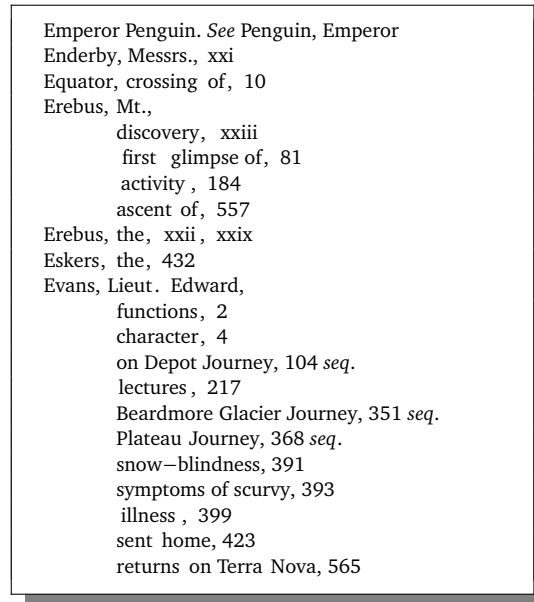 Emperor Penguin. See Penguin, Emperor
Enderby, Messrs., xxi
Equator, crossing of, 10
Erebus, Mt.,
discovery, xxiii
first glimpse of, 81
activity, 184
ascent of, 557
Erebus, the, xxii, xxix
Eskers, the, 432
Evans, Lieut. Edward,
functions, 2
character, 4
on Depot Journey, 104 seq.
lectures, 217
Beardmore Glacier Journey, 351 seq.
Plateau Journey, 368 seq.
snow−blindness, 391
symptoms of scurvy, 393
illness, 399
sent home, 423
returns on Terra Nova, 565